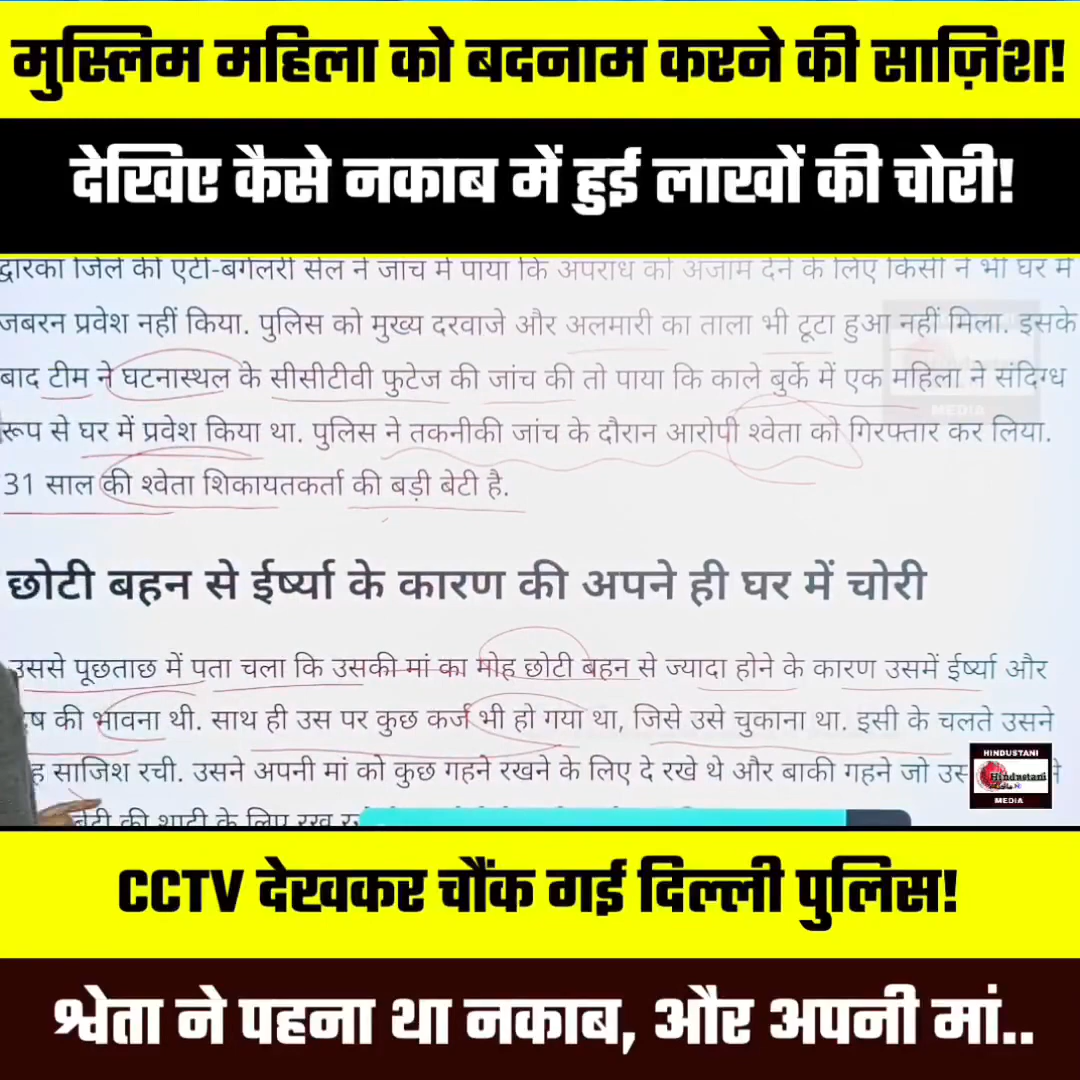 मुस्लिम महिला को बदनाम करने की साज़िश!
देखिए कैसे नकाब में हुई लाखों की चोरी!
द्वारका जिले की एंटी-बर्गलरी सेल ने जांच में पाया कि अपराध को अंजाम देने के लिए किसी ने भी घर में
जबरन प्रवेश नहीं किया. पुलिस को मुख्य दरवाजे और अलमारी का ताला भी टूटा हुआ नहीं मिला. इसके
बाद टीम ने घटनास्थल के सीसीटीवी फुटेज की जांच की तो पाया कि काले बुर्के में एक महिला ने संदिग्ध
रूप से घर में प्रवेश किया था. पुलिस ने तकनीकी जांच के दौरान आरोपी श्वेता को गिरफ्तार कर लिया.
31 साल की श्वेता शिकायतकर्ता की बड़ी बेटी है.
छोटी बहन से ईर्ष्या के कारण की अपने ही घर में चोरी
उससे पूछताछ में पता चला कि उसकी मां का मोह छोटी बहन से ज्यादा होने के कारण उसमें ईर्ष्या और
की भावना थी. साथ ही उस पर कुछ कर्ज भी हो गया था, जिसे उसे चुकाना था. इसी के चलते उसने
साजिश रची. उसने अपनी मां को कुछ गहने रखने के लिए दे रखे थे और बाकी गहने जो
बेटी की शादी के लिए रख
HINDUSTANI
Hindustani
MEDIA
MEDIA
CCTV देखकर चौंक गई दिल्ली पुलिस!
श्वेता ने पहना था नकाब, और अपनी मां..